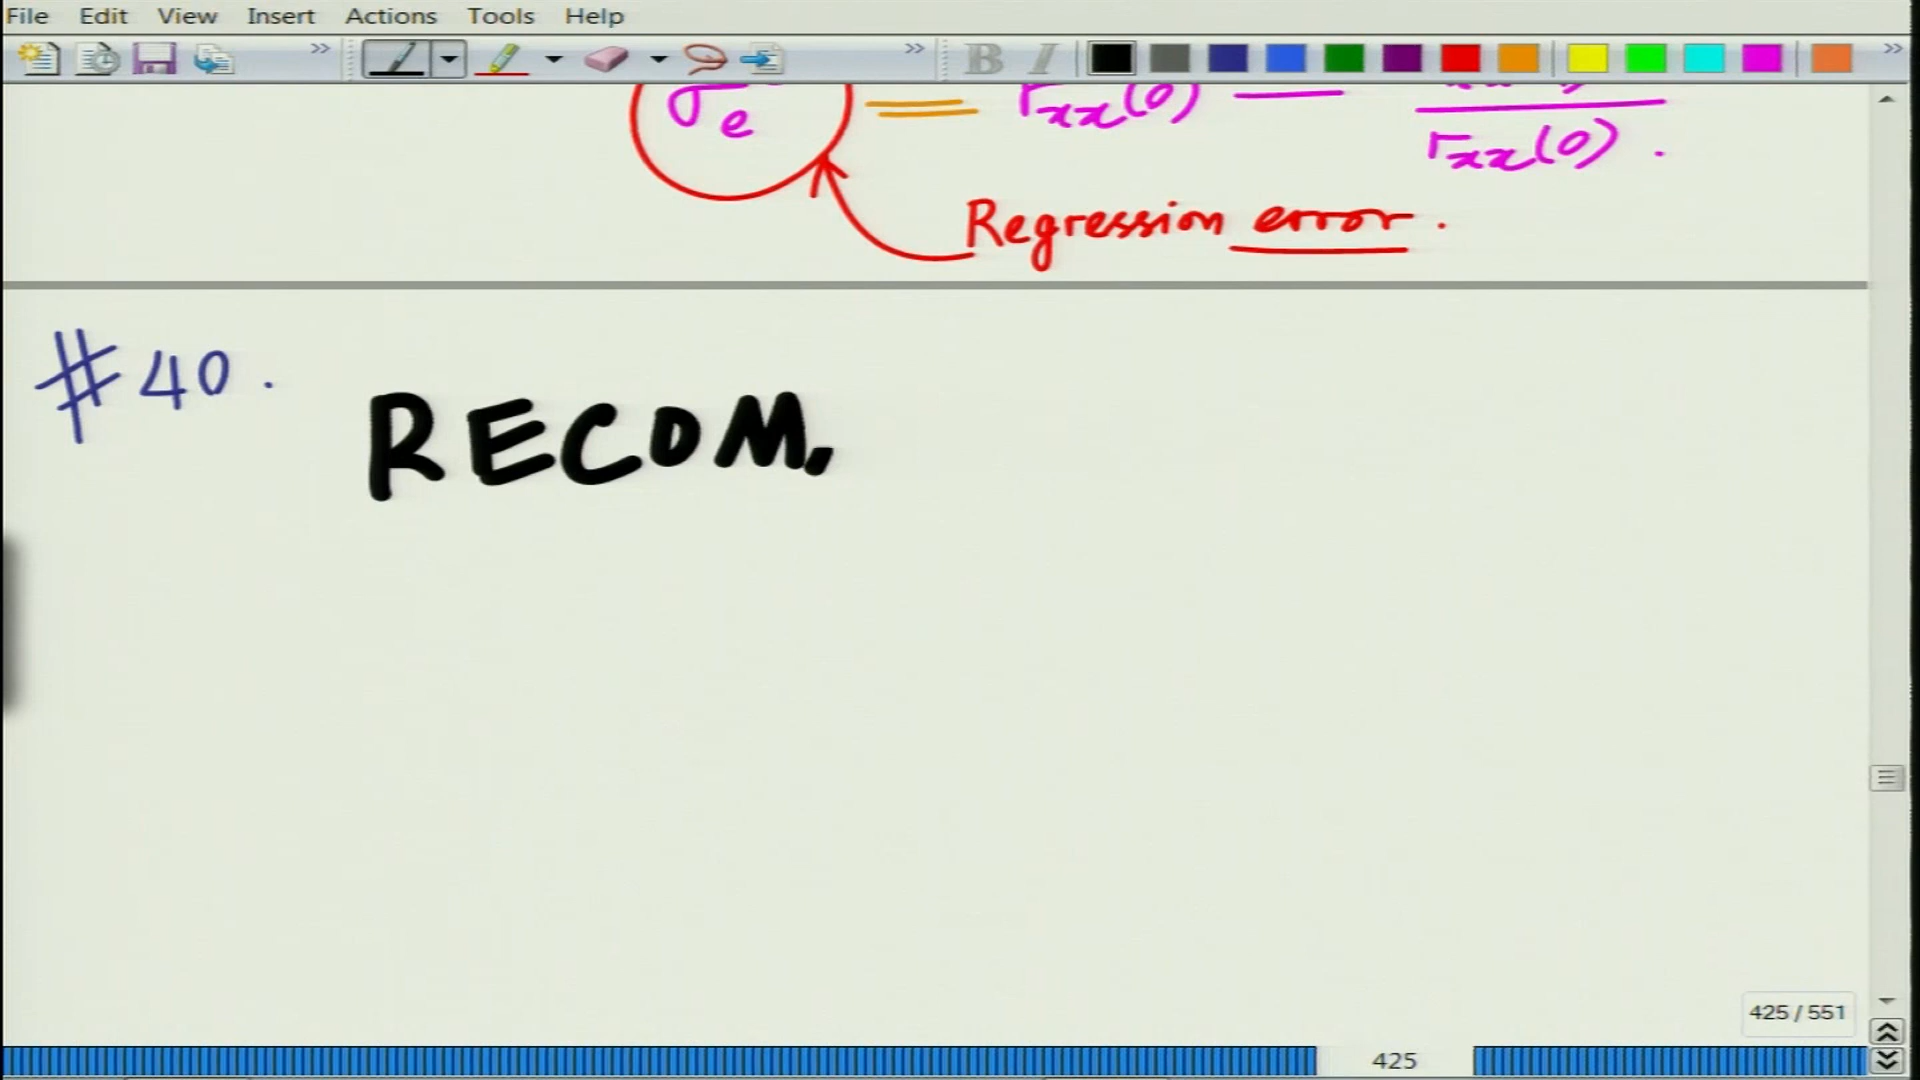 File Edit View Insert Actions Tools Help
B I
σe = rxx(0) — rxx(0) .
Regression error .
#40.
RECOM.
425 / 551
425